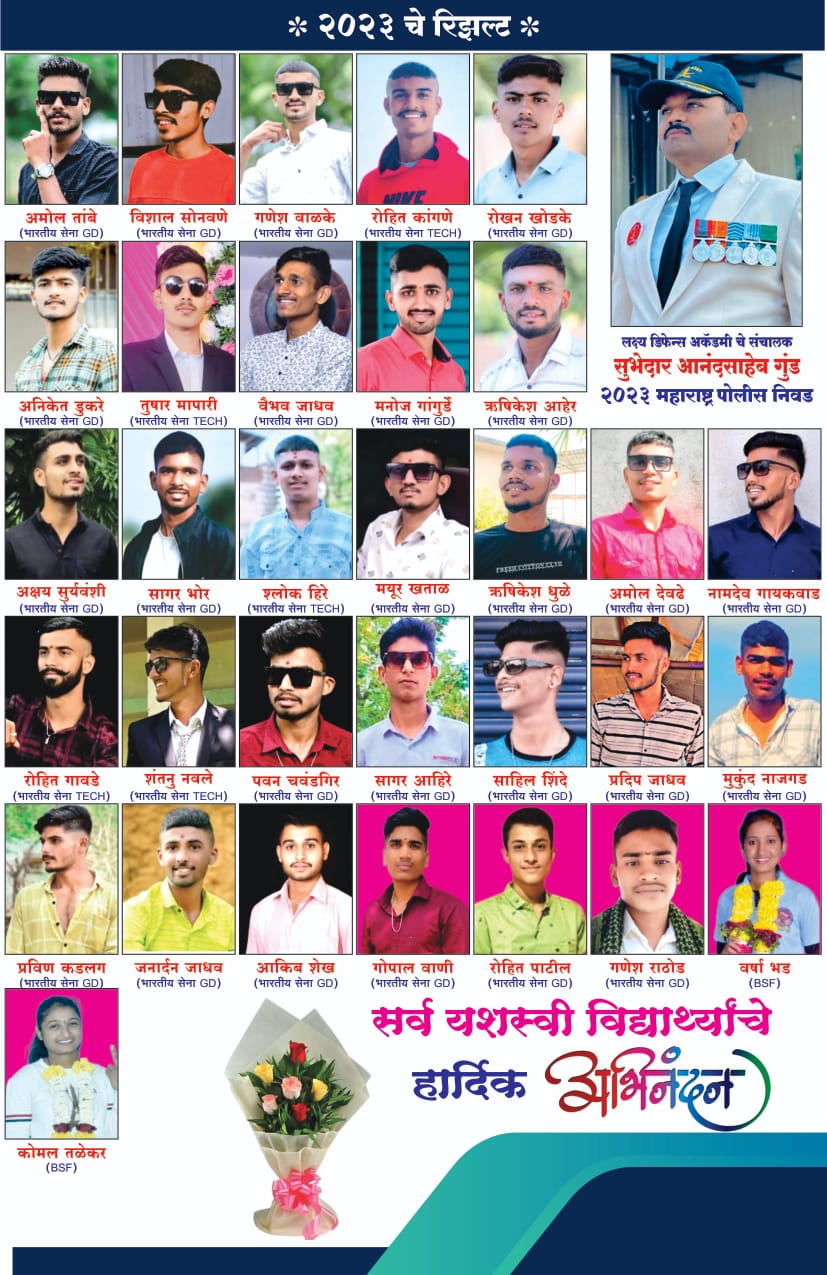 २०२३ चे रिझल्ट
अमोल तांबे
(भारतीय सेना GD)
विशाल सोनवणे
(भारतीय सेना GD)
गणेश वाळके
(भारतीय सेना GD)
रोहित कांगणे
(भारतीय सेना TECH)
रोखन खोडके
(भारतीय सेना GD)
लक्ष्य डिफेन्स अकॅडमी चे संचालक
सुभेदार आनंदसाहेब गुंड
२०२३ महाराष्ट्र पोलीस निवड
अनिकेत डुकरे
(भारतीय सेना GD)
तुषार मापारी
(भारतीय सेना TECH)
वैभव जाधव
(भारतीय सेना GD)
मनोज गांगुर्डे
(भारतीय सेना GD)
ऋषिकेश आहेर
(भारतीय सेना GD)
अक्षय सुर्यवंशी
(भारतीय सेना GD)
सागर भोर
(भारतीय सेना GD)
श्लोक हिरे
(भारतीय सेना TECH)
मयूर खताळ
(भारतीय सेना GD)
ऋषिकेश धुळे
(भारतीय सेना GD)
अमोल देवढे
(भारतीय सेना GD)
नामदेव गायकवाड
(भारतीय सेना GD)
रोहित गावडे
(भारतीय सेना TECH)
शंतनु नवले
(भारतीय सेना TECH)
पवन चवंडगिर
(भारतीय सेना GD)
सागर आहिरे
(भारतीय सेना GD)
साहिल शिंदे
(भारतीय सेना GD)
प्रदिप जाधव
(भारतीय सेना GD)
मुकुंद नाजगड
(भारतीय सेना GD)
प्रविण कडलग
(भारतीय सेना GD)
जनार्दन जाधव
(भारतीय सेना GD)
आकिब शेख
(भारतीय सेना GD)
गोपाल वाणी
(भारतीय सेना GD)
रोहित पाटील
(भारतीय सेना GD)
गणेश राठोड
(भारतीय सेना GD)
वर्षा भड
(BSF)
कोमल तळेकर
(BSF)
सर्व यशस्वी विद्यार्थ्यांचे
हार्दिक अभिनंदन
NIKE